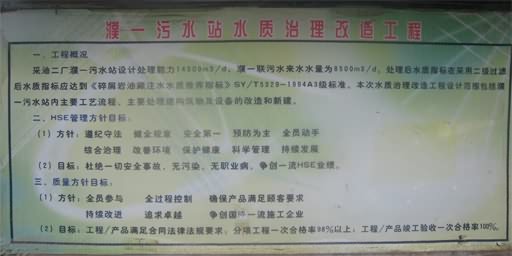 濮一污水站水质治理改造工程
一、工程概况
采油二厂濮一污水站设计处理能力14500m3/d，濮一联污水来水水量为8500m3/d，处理后水质指标在采用二级过滤
后水质指标应达到《碎屑岩油藏注水水质推荐指标》SY/T5329-1994A3级标准。本次水质治理改造工程设计范围包括濮
一污水站内主要工艺流程、主要处理建构筑物及设备的改造和新建。
二、HSE管理方针目标：
（1）方针：遵纪守法 健全规章 安全第一 预防为主 全员动手
综合治理 改善环境 保护健康 科学管理 持续发展
（2）目标：杜绝一切安全事故、无污染、无职业病、争创一流HSE业绩。
三、质量方针目标：
（1）方针：全员参与 全过程控制 确保产品满足顾客要求
持续改进 追求卓越 争创国一流施工企业
（2）目标：工程/产品满足合同法律法规要求；分项工程一次合格率98%以上；工程/产品竣工验收一次合格率100%。